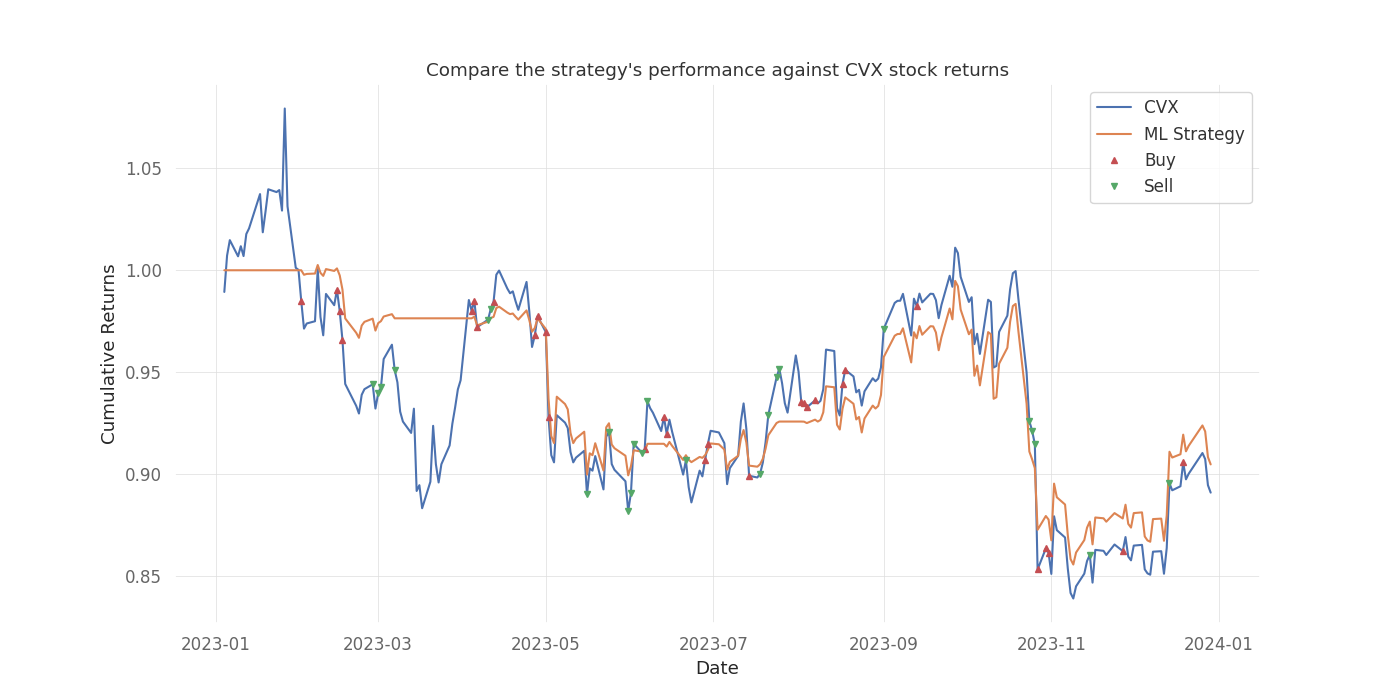 Compare the strategy's performance against CVX stock returns
CVX
ML Strategy
Buy
Sell
Cumulative Returns
1.05
1.00
0.95
0.90
0.85
2023-01
2023-03
2023-05
2023-07
2023-09
2023-11
2024-01
Date